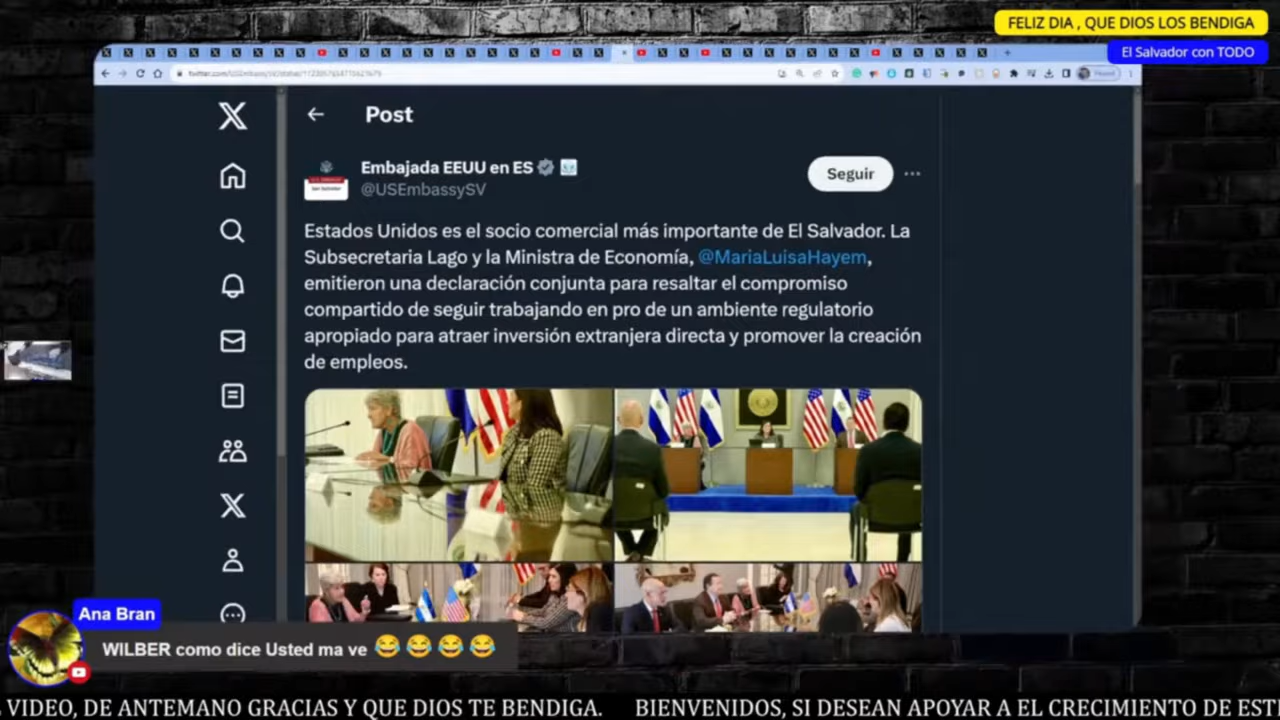 FELIZ DIA , QUE DIOS LOS BENDIGA
El Salvador con TODO
Post
Embajada EEUU en ES
@USEmbassySV
Seguir
Estados Unidos es el socio comercial más importante de El Salvador. La
Subsecretaria Lago y la Ministra de Economía, @MariaLuisaHayem,
emitieron una declaración conjunta para resaltar el compromiso
compartido de seguir trabajando en pro de un ambiente regulatorio
apropiado para atraer inversión extranjera directa y promover la creación
de empleos.
Ana Bran
WILBER como dice Usted ma ve 😂 😂 😂 😂
VIDEO, DE ANTEMANO GRACIAS Y QUE DIOS TE BENDIGA. BIENVENIDOS, SI DESEAN APOYAR A EL CRECIMIENTO DE EST